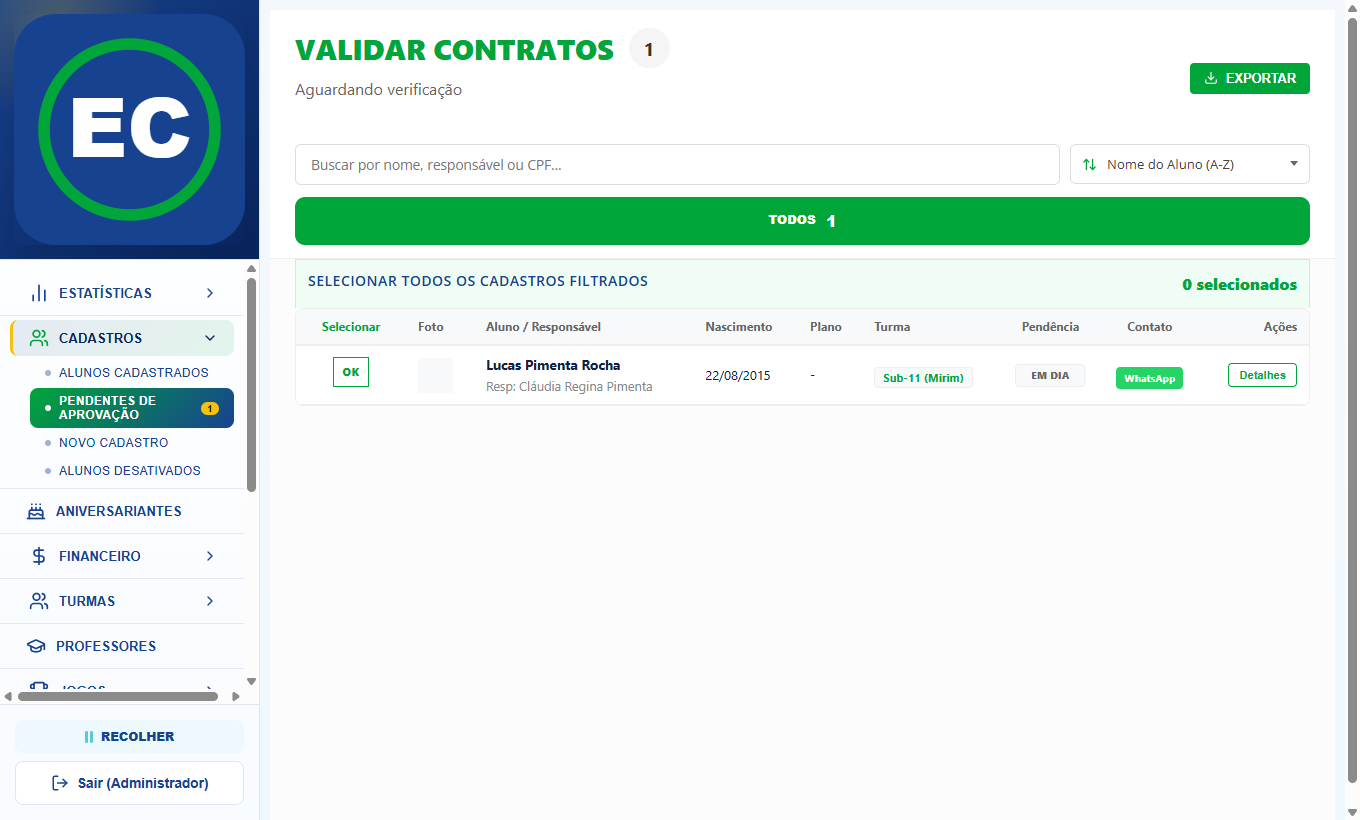 EC
ESTATÍSTICAS
CADASTROS
ALUNOS CADASTRADOS
PENDENTES DE
APROVAÇÃO
1
NOVO CADASTRO
ALUNOS DESATIVADOS
ANIVERSARIANTES
FINANCEIRO
TURMAS
PROFESSORES
JOGOS
RECOLHER
Sair (Administrador)
VALIDAR CONTRATOS 1
Aguardando verificação
EXPORTAR
Buscar por nome, responsável ou CPF...
Nome do Aluno (A-Z)
TODOS 1
SELECIONAR TODOS OS CADASTROS FILTRADOS
0 selecionados
Selecionar Foto Aluno / Responsável Nascimento Plano Turma Pendência Contato Ações
OK Lucas Pimenta Rocha 22/08/2015 - Sub-11 (Mirim) EM DIA WhatsApp Detalhes
Resp: Cláudia Regina Pimenta